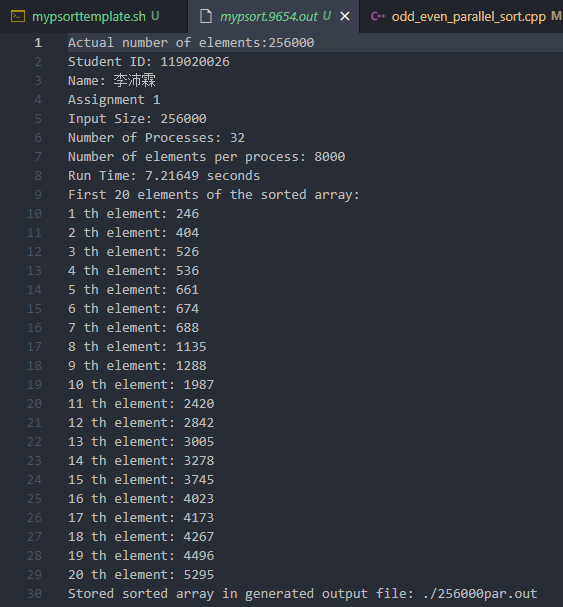 mypsorttemplate.sh U mypsort.9654.out U odd_even_parallel_sort.cpp M
1 Actual number of elements:256000
2 Student ID: 119020026
3 Name: 李沛霖
4 Assignment 1
5 Input Size: 256000
6 Number of Processes: 32
7 Number of elements per process: 8000
8 Run Time: 7.21649 seconds
9 First 20 elements of the sorted array:
10 1 th element: 246
11 2 th element: 404
12 3 th element: 526
13 4 th element: 536
14 5 th element: 661
15 6 th element: 674
16 7 th element: 688
17 8 th element: 1135
18 9 th element: 1288
19 10 th element: 1987
20 11 th element: 2420
21 12 th element: 2842
22 13 th element: 3005
23 14 th element: 3278
24 15 th element: 3745
25 16 th element: 4023
26 17 th element: 4173
27 18 th element: 4267
28 19 th element: 4496
29 20 th element: 5295
30 Stored sorted array in generated output file: ./256000par.out